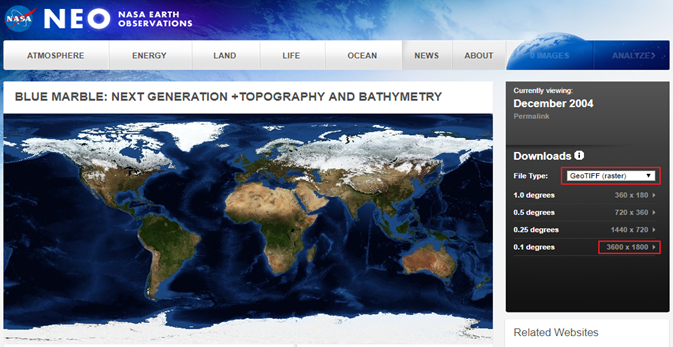 NASA
NEO NASA EARTH
OBSERVATIONS
ATMOSPHERE ENERGY LAND LIFE OCEAN NEWS ABOUT 0 IMAGES ANALYZE
BLUE MARBLE: NEXT GENERATION +TOPOGRAPHY AND BATHYMETRY
Currently viewing:
December 2004
Permalink
Downloads i
File Type: GeoTIFF (raster)
1.0 degrees 360 x 180
0.5 degrees 720 x 360
0.25 degrees 1440 x 720
0.1 degrees 3600 x 1800
Related Websites